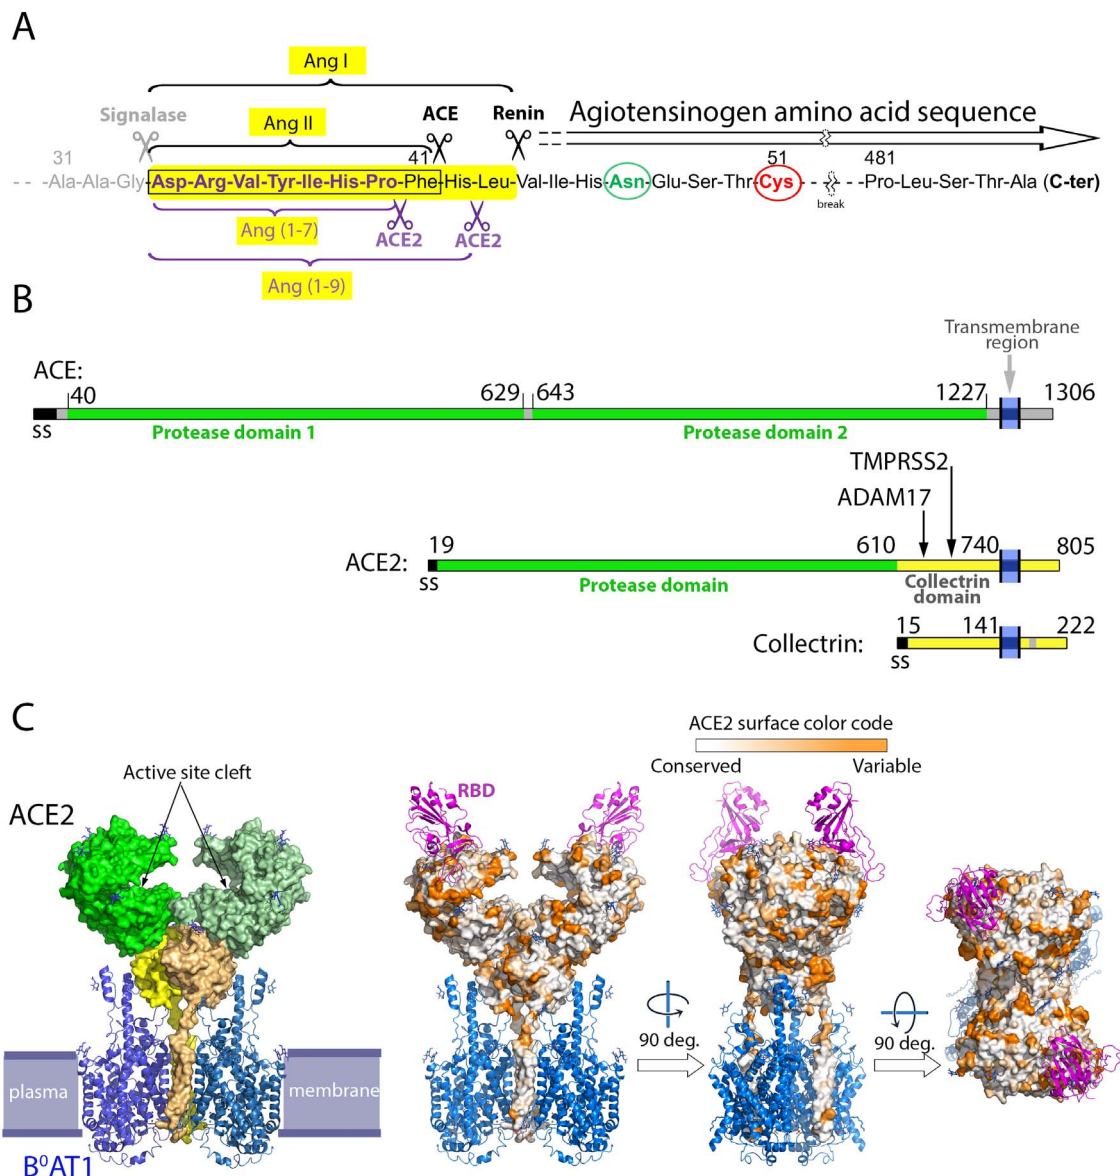 A
Ang I
Signalase
Ang II
ACE
Renin
Agiotensinogen amino acid sequence
31
41
51
481
- - -Ala-Ala-Gly-Asp-Arg-Val-Tyr-Ile-His-Pro-Phe-His-Leu-Val-Ile-His-Asn-Glu-Ser-Thr-Cys- - - - - -Pro-Leu-Ser-Thr-Ala (C-ter)
break
Ang (1-7)
ACE2
ACE2
Ang (1-9)
B
Transmembrane
region
ACE:
40
629
643
1227
1306
SS
Protease domain 1
Protease domain 2
TMPRSS2
ADAM17
ACE2:
19
610
740
805
SS
Protease domain
Collectrin
domain
Collectrin:
15
141
222
SS
C
ACE2 surface color code
Conserved
Variable
Active site cleft
ACE2
RBD
90 deg.
90 deg.
plasma
membrane
B⁰AT1